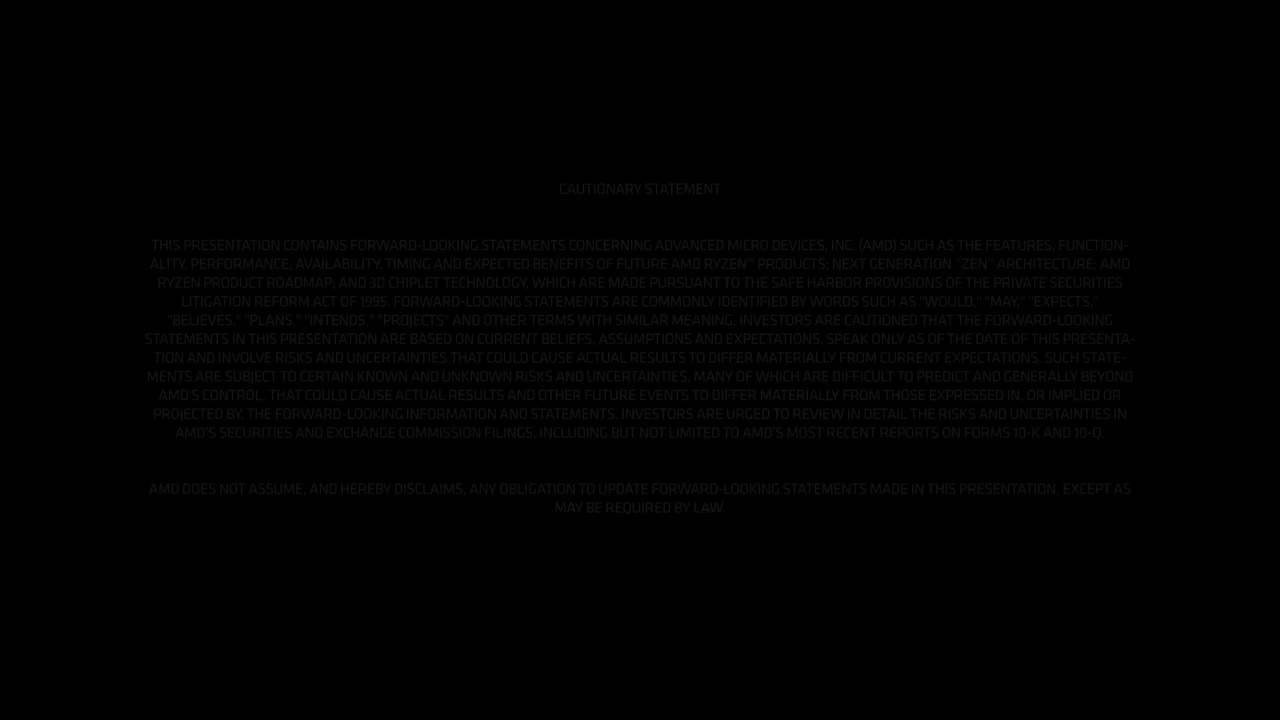 CAUTIONARY STATEMENT
THIS PRESENTATION CONTAINS FORWARD-LOOKING STATEMENTS CONCERNING ADVANCED MICRO DEVICES, INC. (AMD) SUCH AS THE FEATURES, FUNCTION-
ALITY, PERFORMANCE, AVAILABILITY, TIMING AND EXPECTED BENEFITS OF FUTURE AMD RYZEN™ PRODUCTS; NEXT GENERATION "ZEN" ARCHITECTURE; AMD
RYZEN PRODUCT ROADMAP; AND 3D CHIPLET TECHNOLOGY, WHICH ARE MADE PURSUANT TO THE SAFE HARBOR PROVISIONS OF THE PRIVATE SECURITIES
LITIGATION REFORM ACT OF 1995. FORWARD-LOOKING STATEMENTS ARE COMMONLY IDENTIFIED BY WORDS SUCH AS "WOULD," "MAY," "EXPECTS,"
"BELIEVES," "PLANS," "INTENDS," "PROJECTS" AND OTHER TERMS WITH SIMILAR MEANING. INVESTORS ARE CAUTIONED THAT THE FORWARD-LOOKING
STATEMENTS IN THIS PRESENTATION ARE BASED ON CURRENT BELIEFS, ASSUMPTIONS AND EXPECTATIONS, SPEAK ONLY AS OF THE DATE OF THIS PRESENTA-
TION AND INVOLVE RISKS AND UNCERTAINTIES THAT COULD CAUSE ACTUAL RESULTS TO DIFFER MATERIALLY FROM CURRENT EXPECTATIONS. SUCH STATE-
MENTS ARE SUBJECT TO CERTAIN KNOWN AND UNKNOWN RISKS AND UNCERTAINTIES, MANY OF WHICH ARE DIFFICULT TO PREDICT AND GENERALLY BEYOND
AMD'S CONTROL, THAT COULD CAUSE ACTUAL RESULTS AND OTHER FUTURE EVENTS TO DIFFER MATERIALLY FROM THOSE EXPRESSED IN, OR IMPLIED OR
PROJECTED BY, THE FORWARD-LOOKING INFORMATION AND STATEMENTS. INVESTORS ARE URGED TO REVIEW IN DETAIL THE RISKS AND UNCERTAINTIES IN
AMD'S SECURITIES AND EXCHANGE COMMISSION FILINGS, INCLUDING BUT NOT LIMITED TO AMD'S MOST RECENT REPORTS ON FORMS 10-K AND 10-Q.
AMD DOES NOT ASSUME, AND HEREBY DISCLAIMS, ANY OBLIGATION TO UPDATE FORWARD-LOOKING STATEMENTS MADE IN THIS PRESENTATION, EXCEPT AS
MAY BE REQUIRED BY LAW.